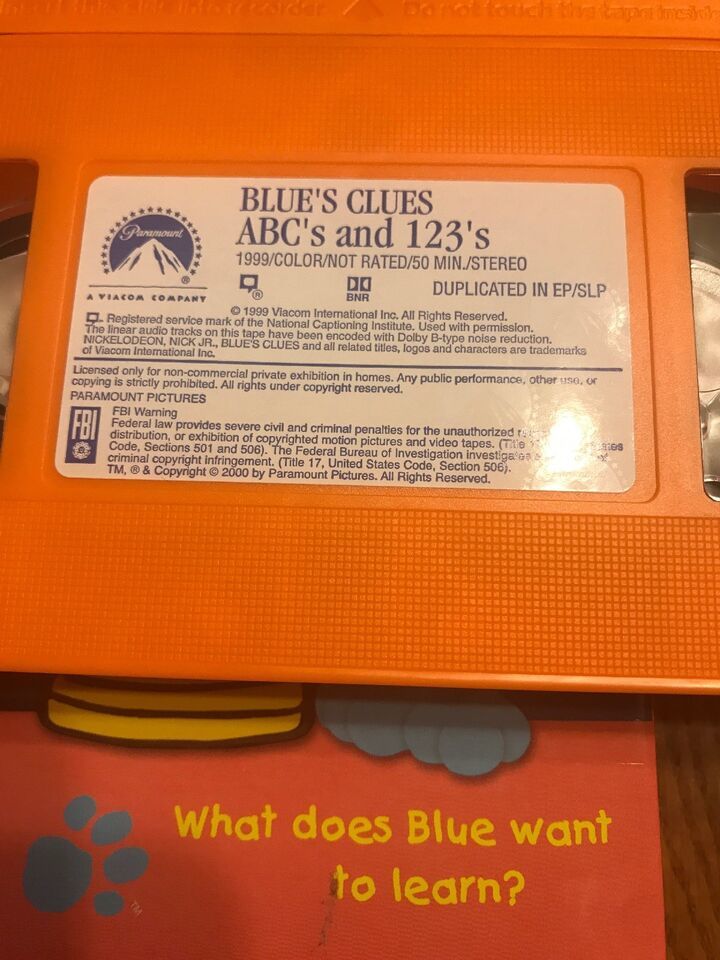 Do not touch the tape inside
BLUE'S CLUES
ABC's and 123's
1999/COLOR/NOT RATED/50 MIN./STEREO
Paramount
®
A VIACOM COMPANY
®
BNR
DUPLICATED IN EP/SLP
© 1999 Viacom International Inc. All Rights Reserved.
Registered service mark of the National Captioning Institute. Used with permission.
The linear audio tracks on this tape have been encoded with Dolby B-type noise reduction.
NICKELODEON, NICK JR., BLUE'S CLUES and all related titles, logos and characters are trademarks
of Viacom International Inc.
Licensed only for non-commercial private exhibition in homes. Any public performance, other use, or
copying is strictly prohibited. All rights under copyright reserved.
PARAMOUNT PICTURES
FBI
FBI Warning
Federal law provides severe civil and criminal penalties for the unauthorized
distribution, or exhibition of copyrighted motion pictures and video tapes. (Title
Code, Sections 501 and 506). The Federal Bureau of Investigation investigates
criminal copyright infringement. (Title 17, United States Code, Section 506).
TM, ® & Copyright © 2000 by Paramount Pictures. All Rights Reserved.
What does Blue want
to learn?
TM